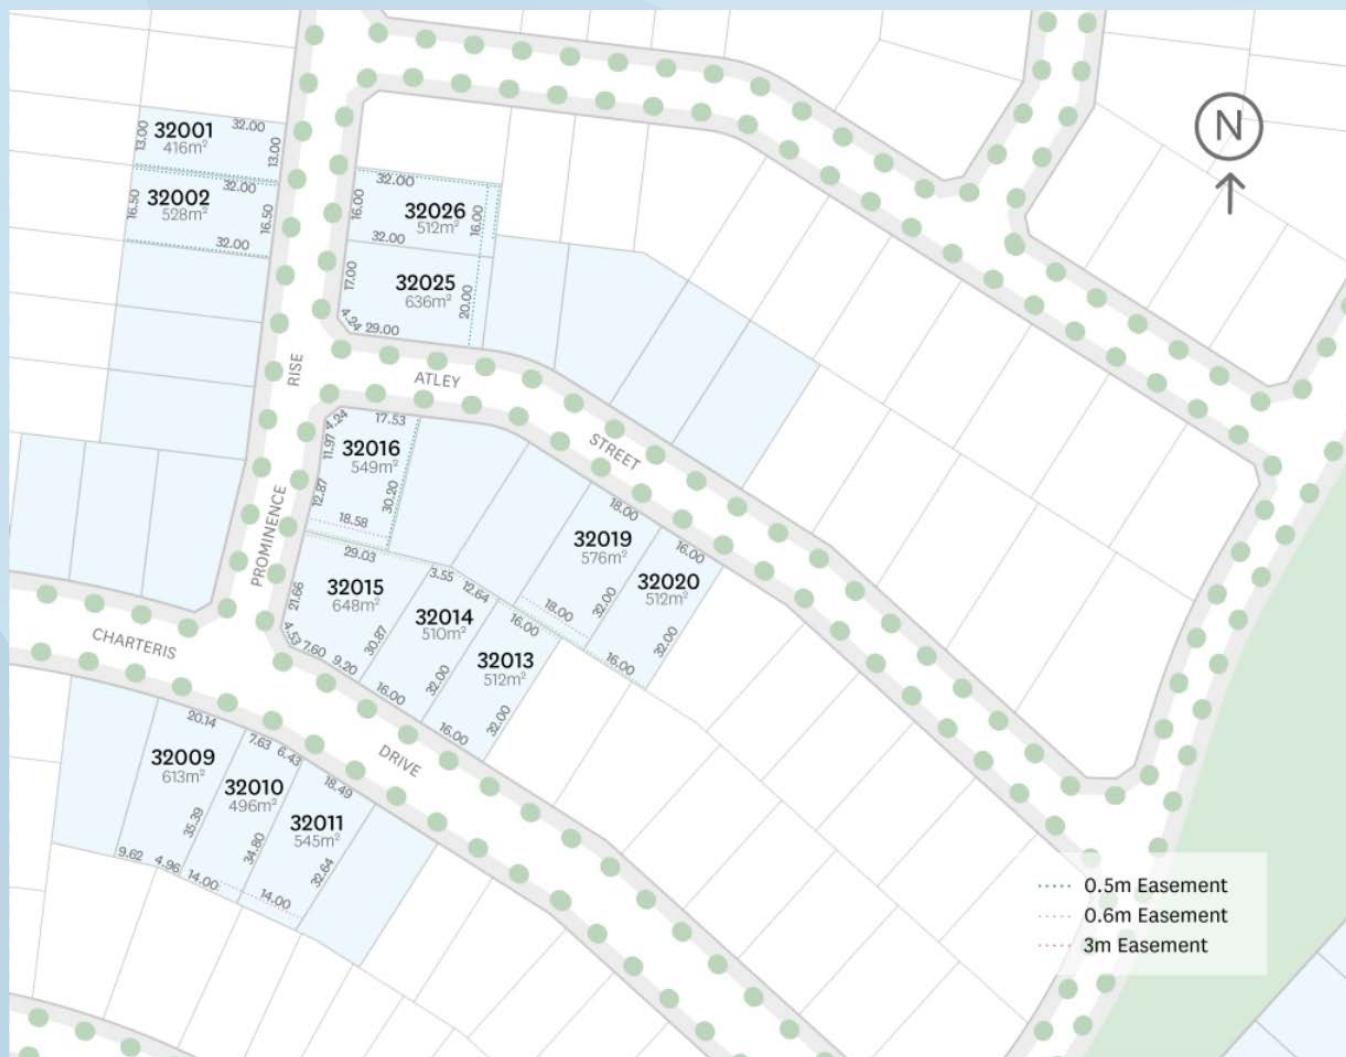 N
32001
416m²
13.00
32.00
13.00
32002
528m²
32.00
16.50
16.50
32.00
32.00
32026
512m²
16.00
16.00
32.00
32025
636m²
17.00
20.00
4.24
29.00
RISE
ATLEY
STREET
4.24
17.53
11.97
32016
549m²
12.87
30.20
18.58
PROMINENCE
29.03
32015
648m²
21.66
4.53
7.60
9.20
30.87
3.55
12.64
32014
510m²
16.00
32.00
16.00
32013
512m²
16.00
32.00
18.00
32019
576m²
18.00
32.00
16.00
32020
512m²
32.00
16.00
CHARTERIS
DRIVE
20.14
32009
613m²
35.39
9.62
4.96
7.63
6.43
32010
496m²
34.80
14.00
18.49
32011
545m²
32.64
14.00
0.5m Easement
0.6m Easement
3m Easement